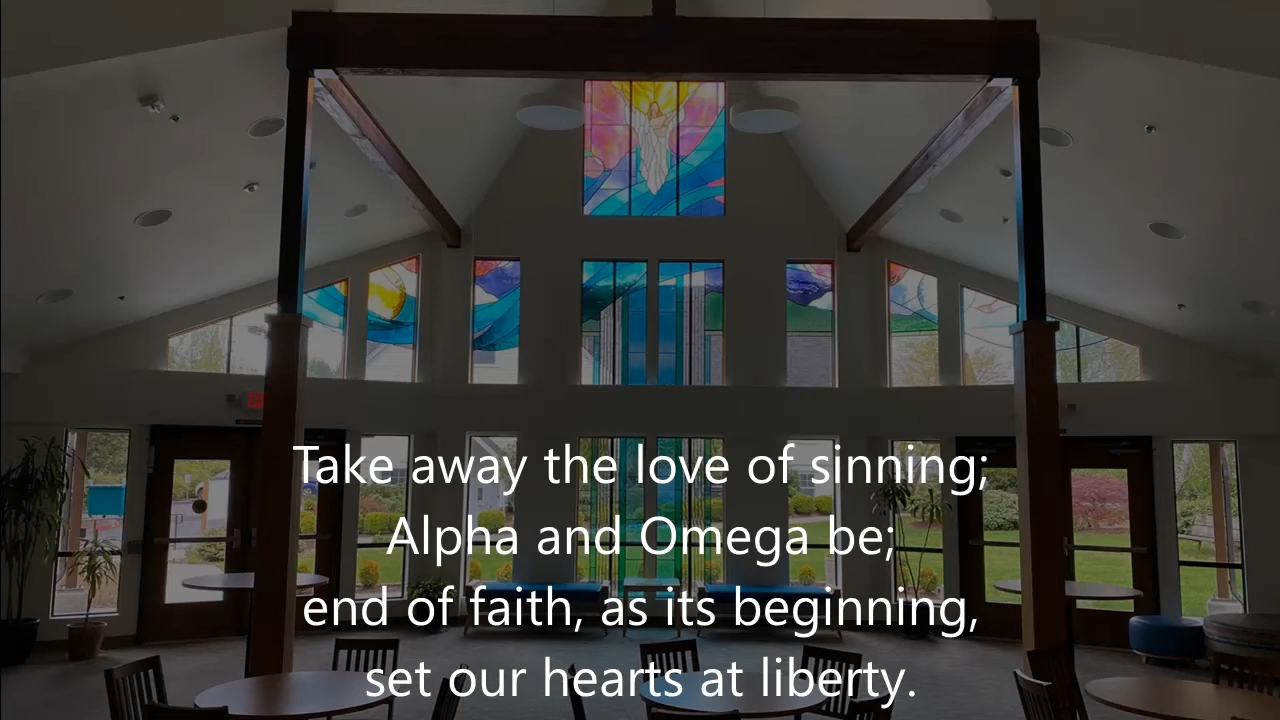 Take away the love of sinning;
Alpha and Omega be;
end of faith, as its beginning,
set our hearts at liberty.